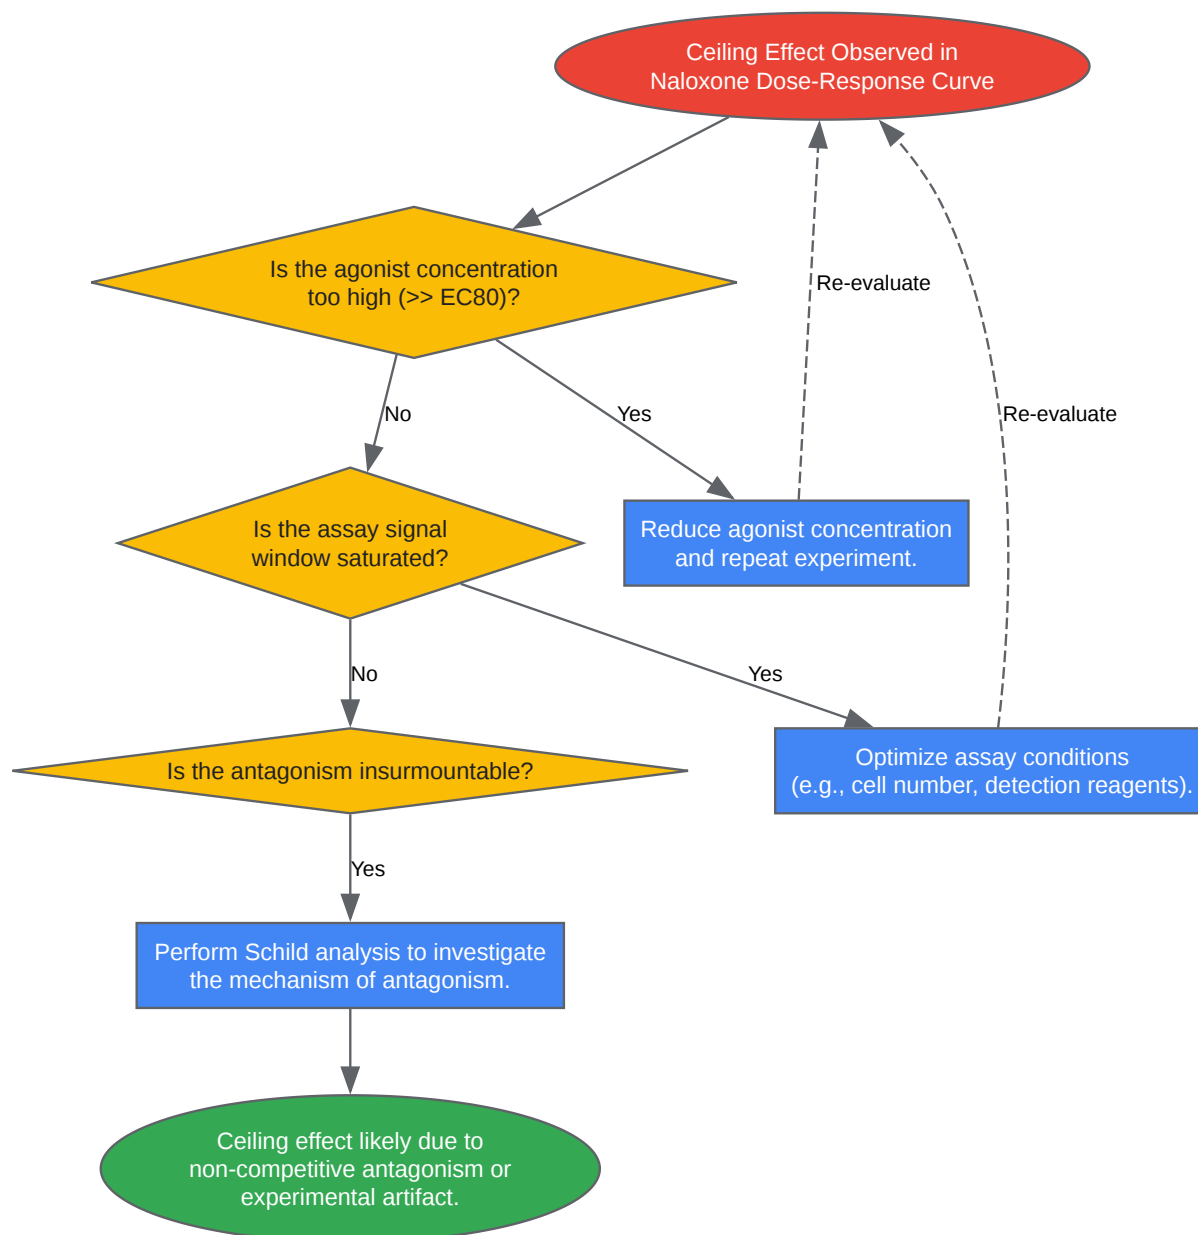 Ceiling Effect Observed in
Naloxone Dose-Response Curve
Is the agonist concentration
too high (>> EC80)?
Re-evaluate
No
Yes
Re-evaluate
Is the assay signal
window saturated?
Reduce agonist concentration
and repeat experiment.
No
Yes
Is the antagonism insurmountable?
Optimize assay conditions
(e.g., cell number, detection reagents).
Yes
Perform Schild analysis to investigate
the mechanism of antagonism.
Ceiling effect likely due to
non-competitive antagonism or
experimental artifact.